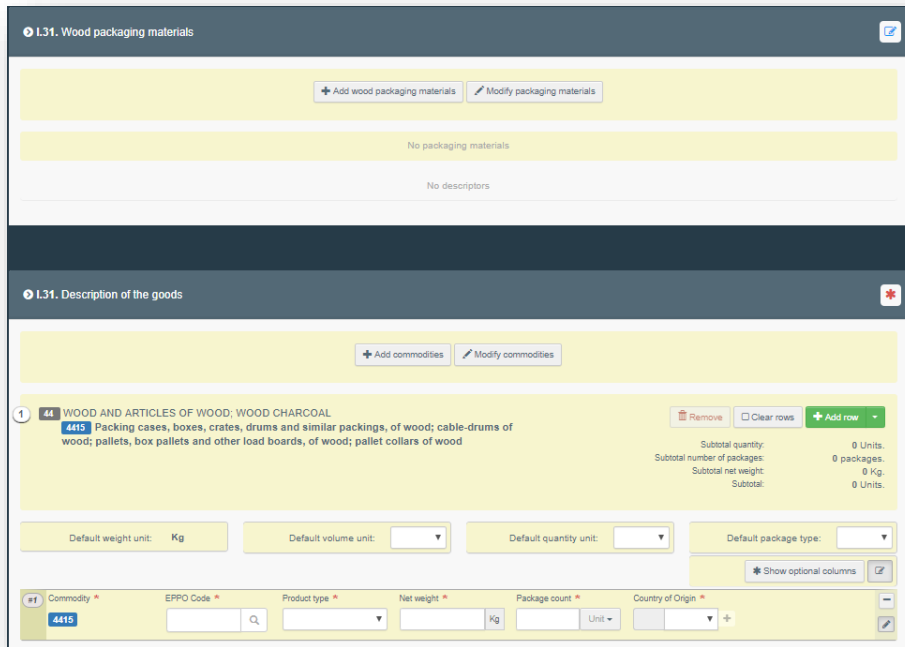 I.31. Wood packaging materials
Add wood packaging materials Modify packaging materials
No packaging materials
No descriptors
I.31. Description of the goods
Add commodities Modify commodities
1 44 WOOD AND ARTICLES OF WOOD; WOOD CHARCOAL
Remove Clear rows Add row
4415 Packing cases, boxes, crates, drums and similar packings, of wood; cable-drums of
wood; pallets, box pallets and other load boards, of wood; pallet collars of wood
Subtotal quantity: 0 Units.
Subtotal number of packages: 0 packages.
Subtotal net weight: 0 Kg.
Subtotal: 0 Units.
Default weight unit: Kg Default volume unit: Default quantity unit: Default package type:
Show optional columns
#1 Commodity * EPPO Code * Product type * Net weight * Package count * Country of Origin *
4415 Kg Unit